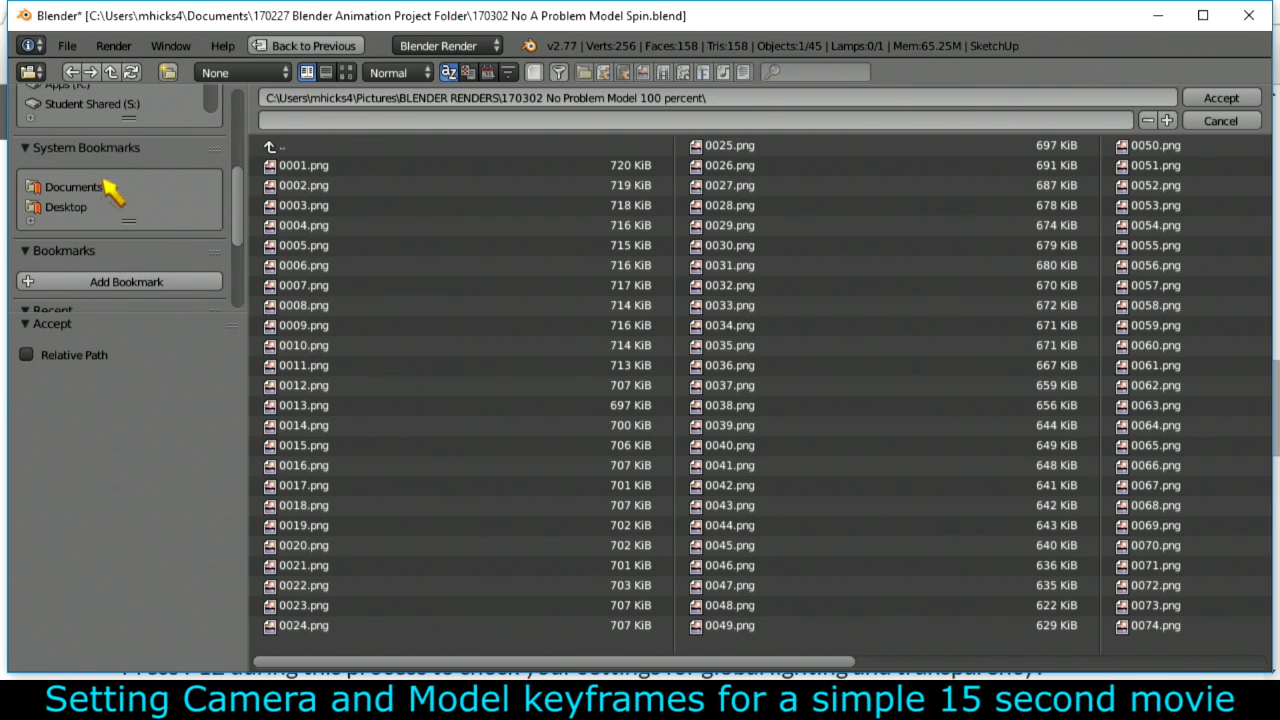 Blender* [C:\Users\mhicks4\Documents\170227 Blender Animation Project Folder\170302 No A Problem Model Spin.blend]
File Render Window Help Back to Previous Blender Render v2.77 | Verts:256 | Faces:158 | Tris:158 | Objects:1/45 | Lamps:0/1 | Mem:65.25M | SketchUp
None Normal
Student Shared (S:)
System Bookmarks
Documents
Desktop
Bookmarks
Add Bookmark
Recent
Accept
Relative Path
C:\Users\mhicks4\Pictures\BLENDER RENDERS\170302 No Problem Model 100 percent\ Accept
Cancel
.. 0025.png 697 KiB 0050.png
0001.png 720 KiB 0026.png 691 KiB 0051.png
0002.png 719 KiB 0027.png 687 KiB 0052.png
0003.png 718 KiB 0028.png 678 KiB 0053.png
0004.png 716 KiB 0029.png 674 KiB 0054.png
0005.png 715 KiB 0030.png 679 KiB 0055.png
0006.png 716 KiB 0031.png 680 KiB 0056.png
0007.png 717 KiB 0032.png 670 KiB 0057.png
0008.png 714 KiB 0033.png 672 KiB 0058.png
0009.png 716 KiB 0034.png 671 KiB 0059.png
0010.png 714 KiB 0035.png 671 KiB 0060.png
0011.png 713 KiB 0036.png 667 KiB 0061.png
0012.png 707 KiB 0037.png 659 KiB 0062.png
0013.png 697 KiB 0038.png 656 KiB 0063.png
0014.png 700 KiB 0039.png 644 KiB 0064.png
0015.png 706 KiB 0040.png 649 KiB 0065.png
0016.png 707 KiB 0041.png 648 KiB 0066.png
0017.png 701 KiB 0042.png 641 KiB 0067.png
0018.png 707 KiB 0043.png 642 KiB 0068.png
0019.png 702 KiB 0044.png 643 KiB 0069.png
0020.png 702 KiB 0045.png 640 KiB 0070.png
0021.png 701 KiB 0046.png 636 KiB 0071.png
0022.png 703 KiB 0047.png 635 KiB 0072.png
0023.png 707 KiB 0048.png 622 KiB 0073.png
0024.png 707 KiB 0049.png 629 KiB 0074.png
during this process to check your settings for global lighting and transparency
Setting Camera and Model keyframes for a simple 15 second movie